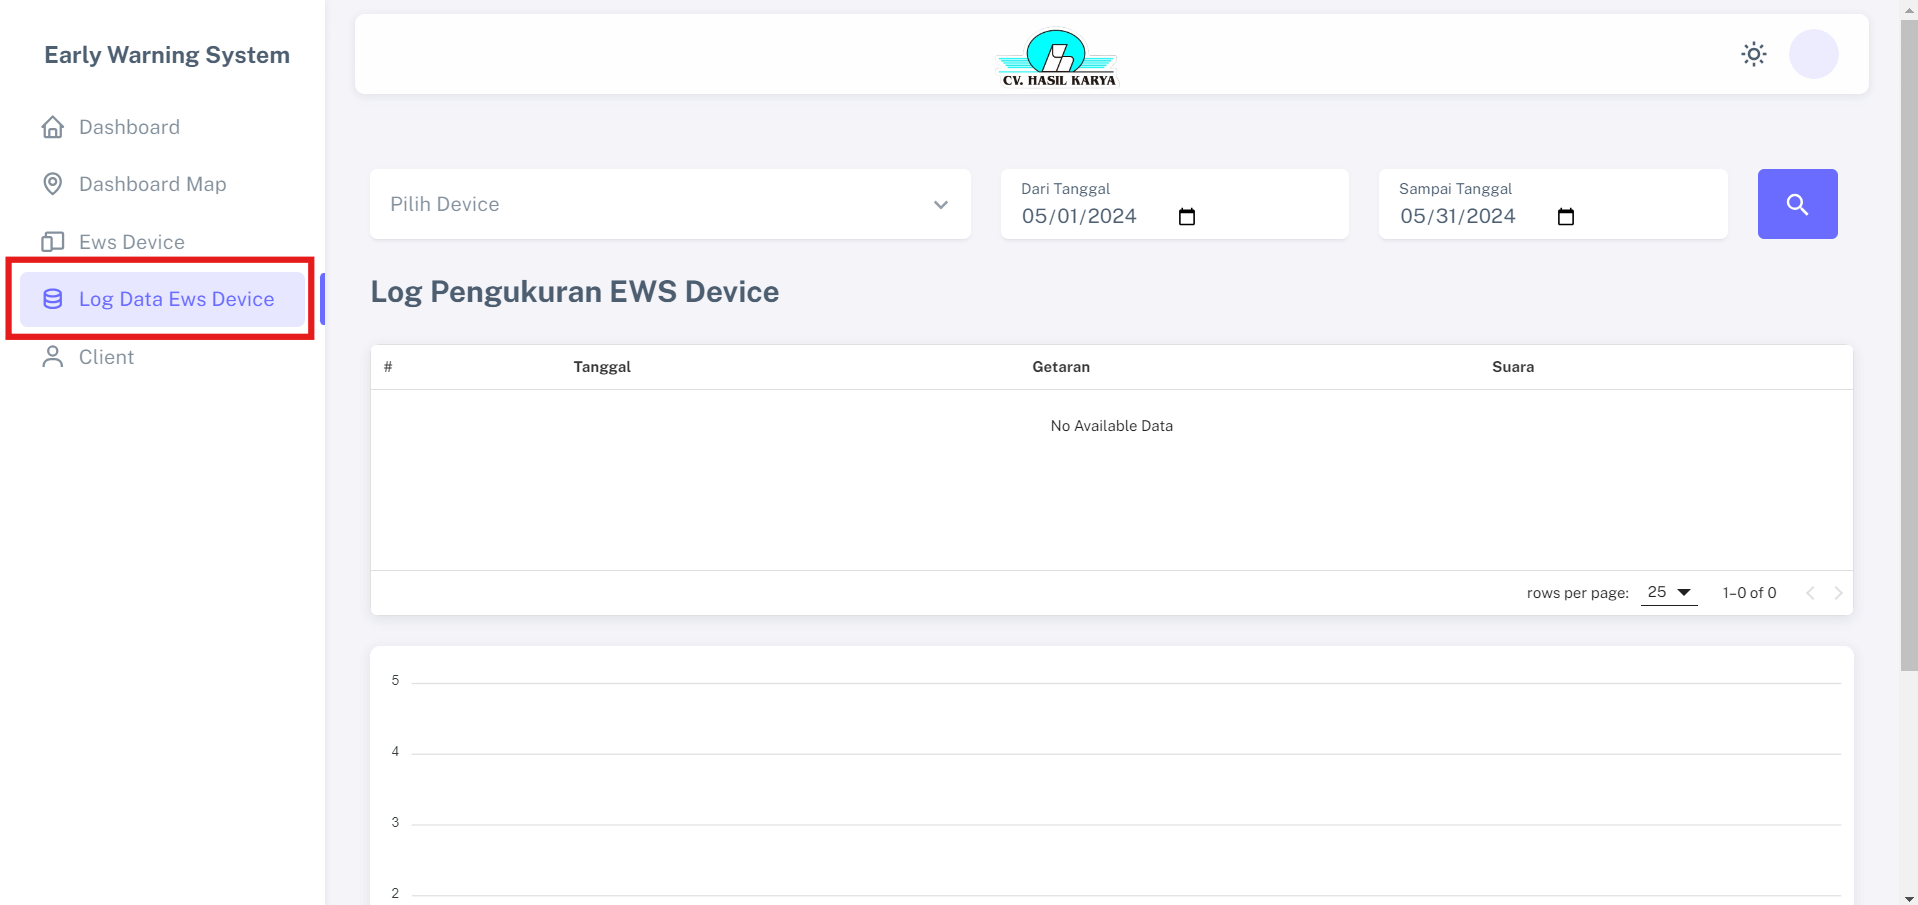 Early Warning System
Dashboard
Dashboard Map
Ews Device
Log Data Ews Device
Client
CV. HASIL KARYA
Pilih Device
Dari Tanggal
05/01/2024
Sampai Tanggal
05/31/2024
Log Pengukuran EWS Device
# Tanggal Getaran Suara
No Available Data
rows per page: 25 1-0 of 0
5
4
3
2